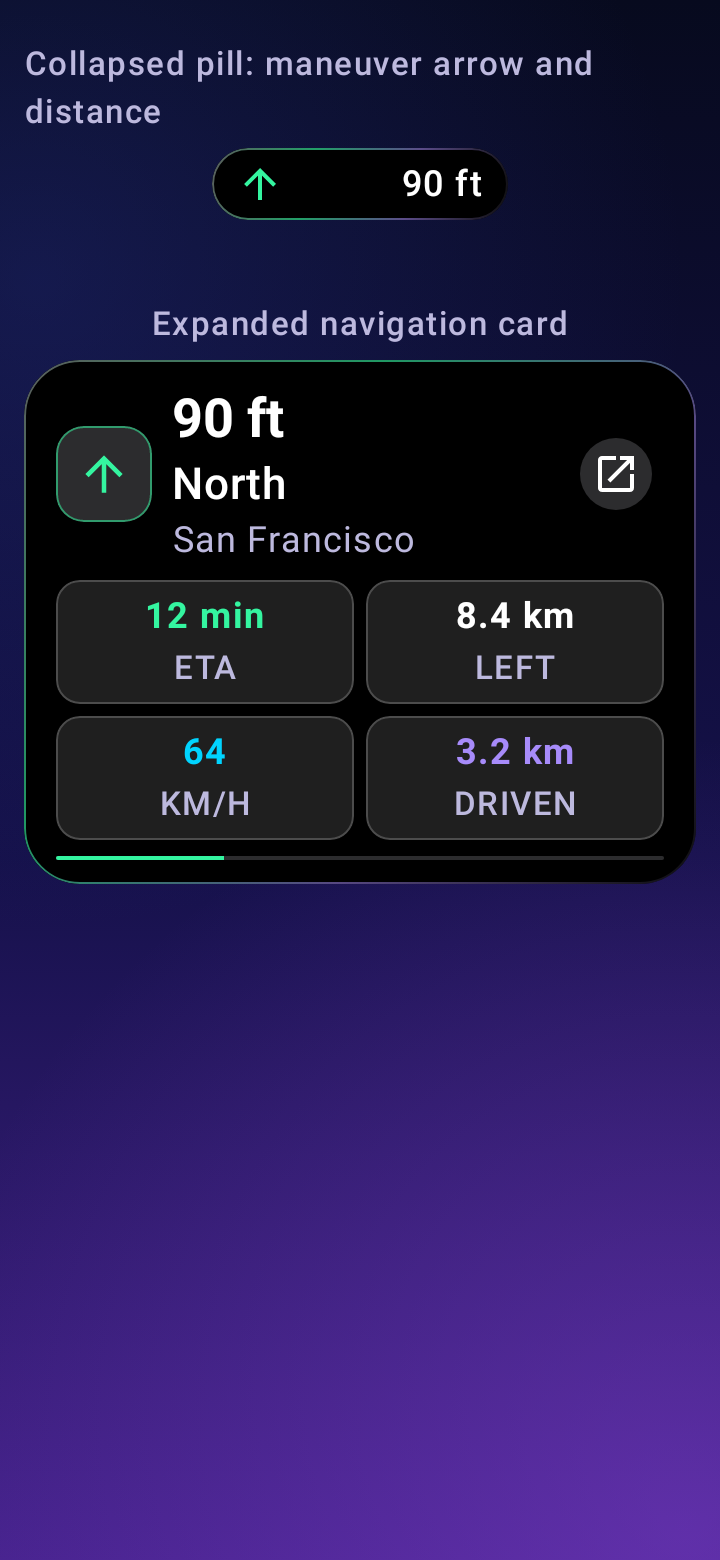 Collapsed pill: maneuver arrow and
distance
90 ft
Expanded navigation card
90 ft
North
San Francisco
12 min
ETA
8.4 km
LEFT
64
KM/H
3.2 km
DRIVEN